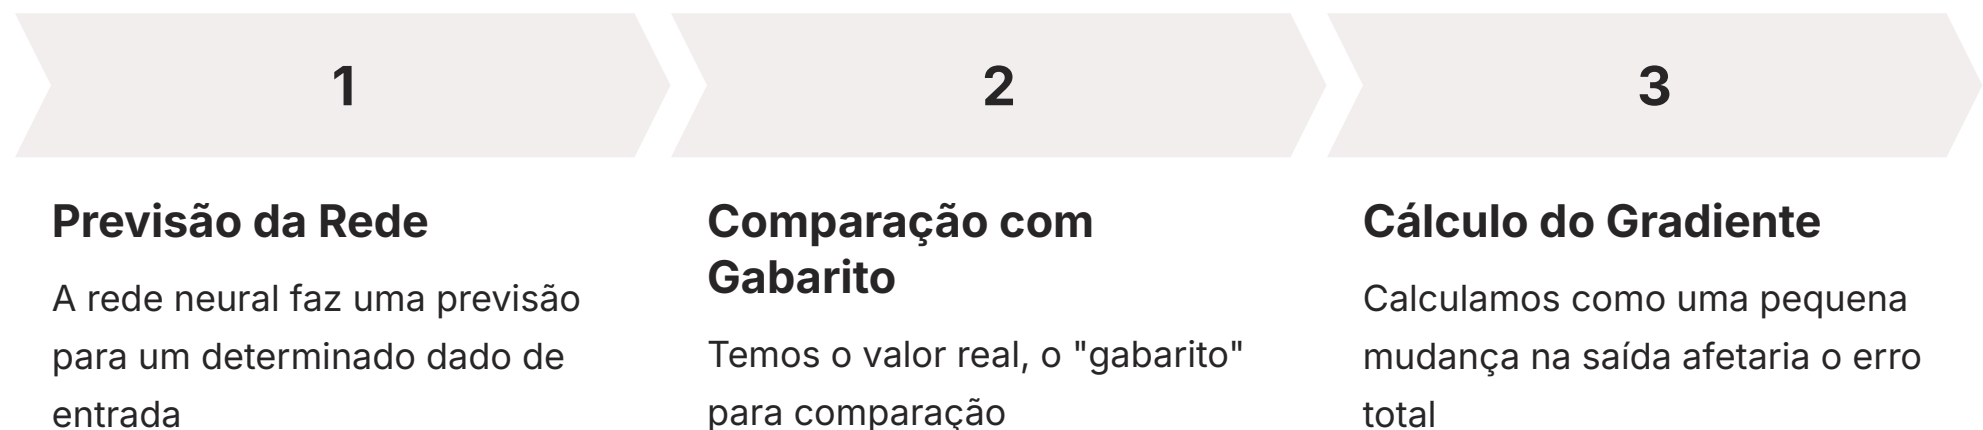 1
Previsão da Rede
A rede neural faz uma previsão
para um determinado dado de
entrada
2
Comparação com
Gabarito
Temos o valor real, o "gabarito"
para comparação
3
Cálculo do Gradiente
Calculamos como uma pequena
mudança na saída afetaria o erro
total